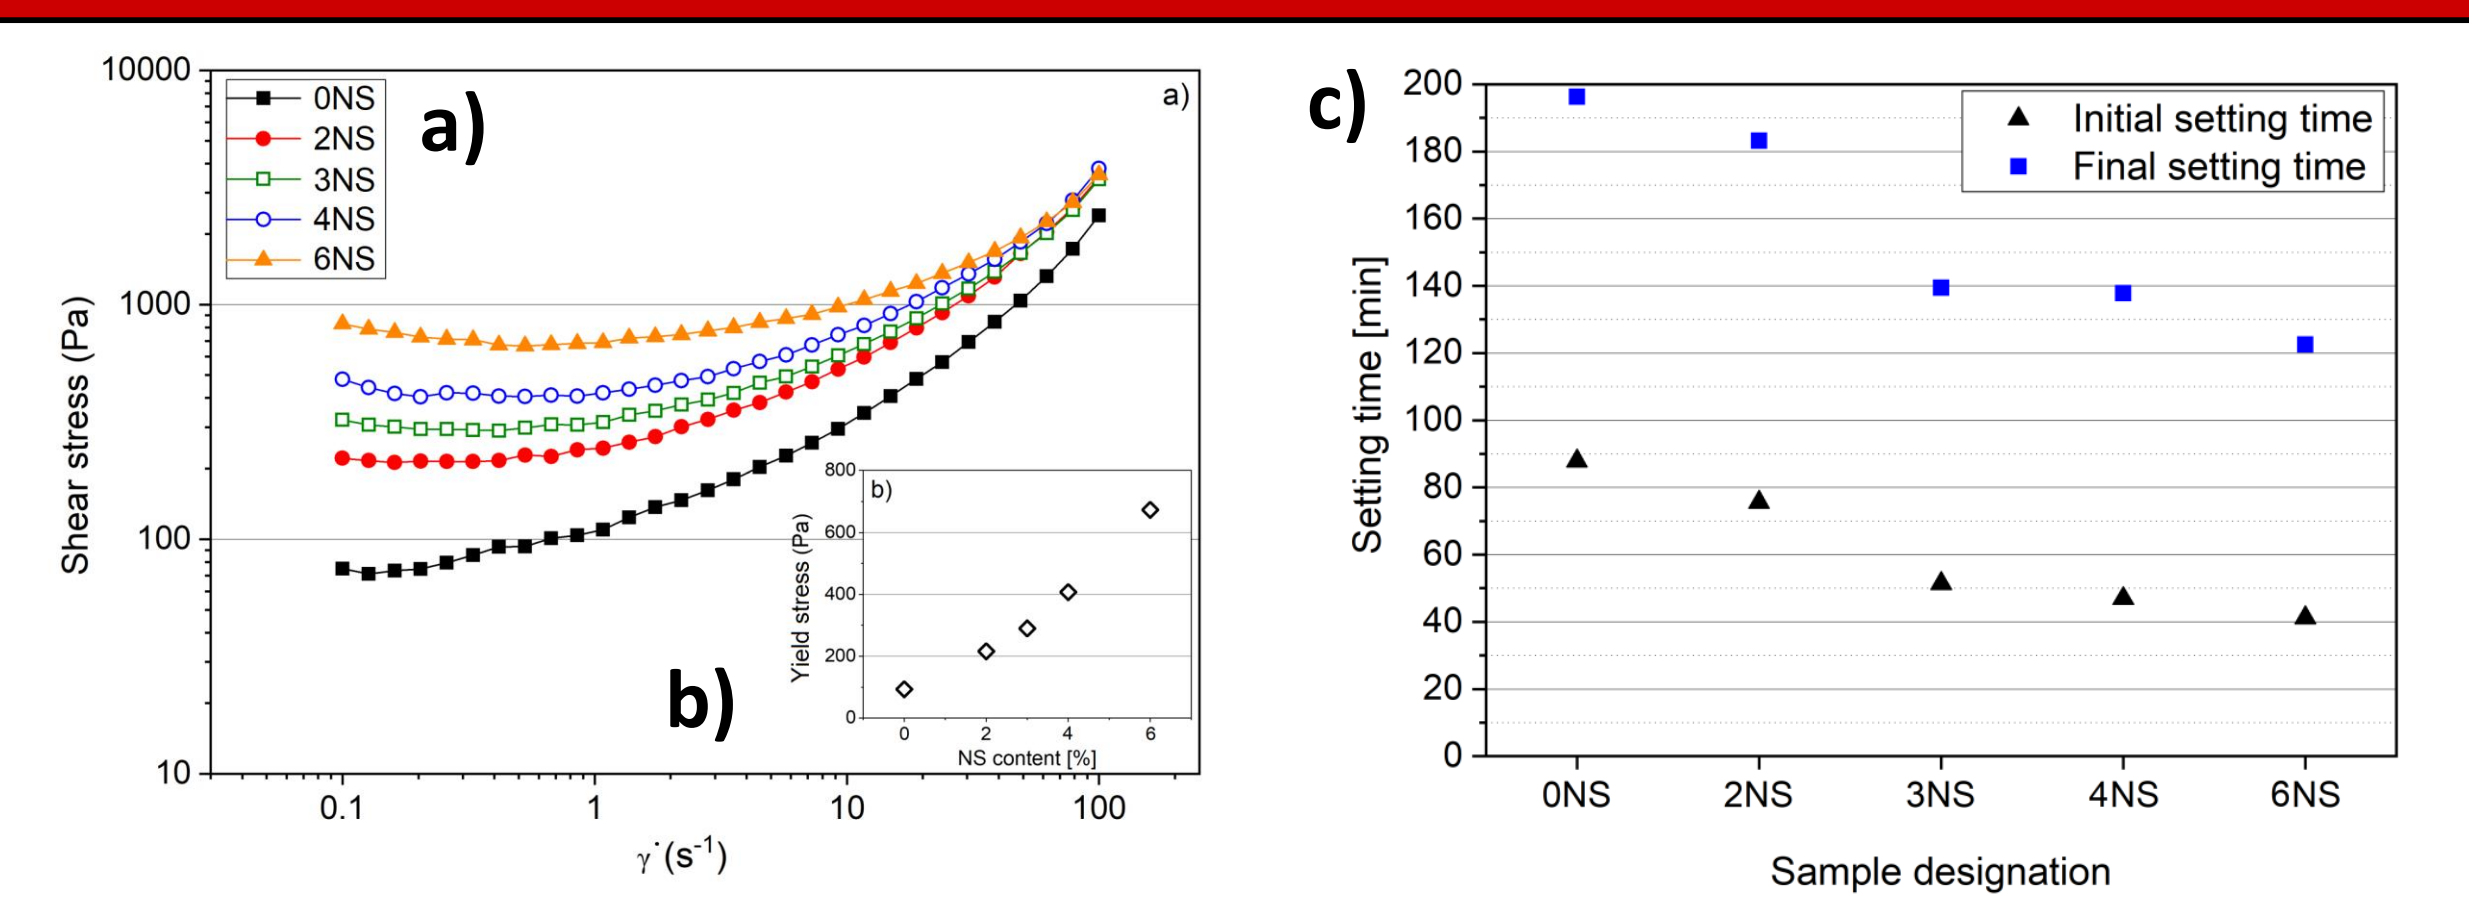 a)
a)
0NS
2NS
3NS
4NS
6NS
10000
1000
100
10
Shear stress (Pa)
0.1
1
10
100
γ˙(s⁻¹)
b)
b)
800
600
400
200
0
Yield stress (Pa)
0
2
4
6
NS content [%]
c)
Initial setting time
Final setting time
200
180
160
140
120
100
80
60
40
20
0
Setting time [min]
0NS
2NS
3NS
4NS
6NS
Sample designation